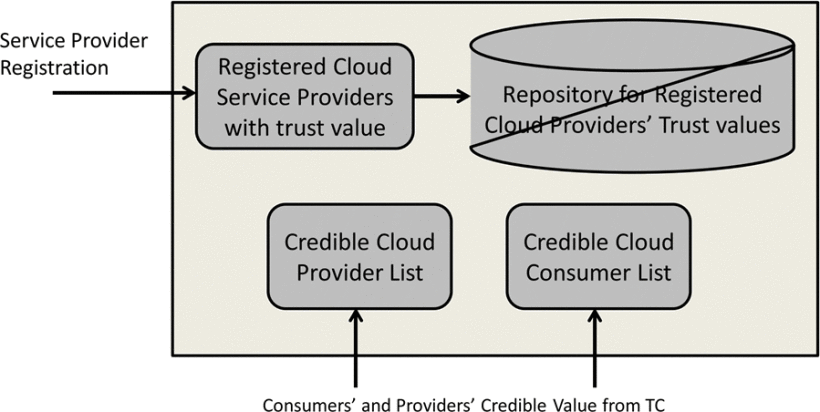 Service Provider
Registration
Registered Cloud
Service Providers
with trust value
Repository for Registered
Cloud Providers’ Trust values
Credible Cloud
Provider List
Credible Cloud
Consumer List
Consumers’ and Providers’ Credible Value from TC